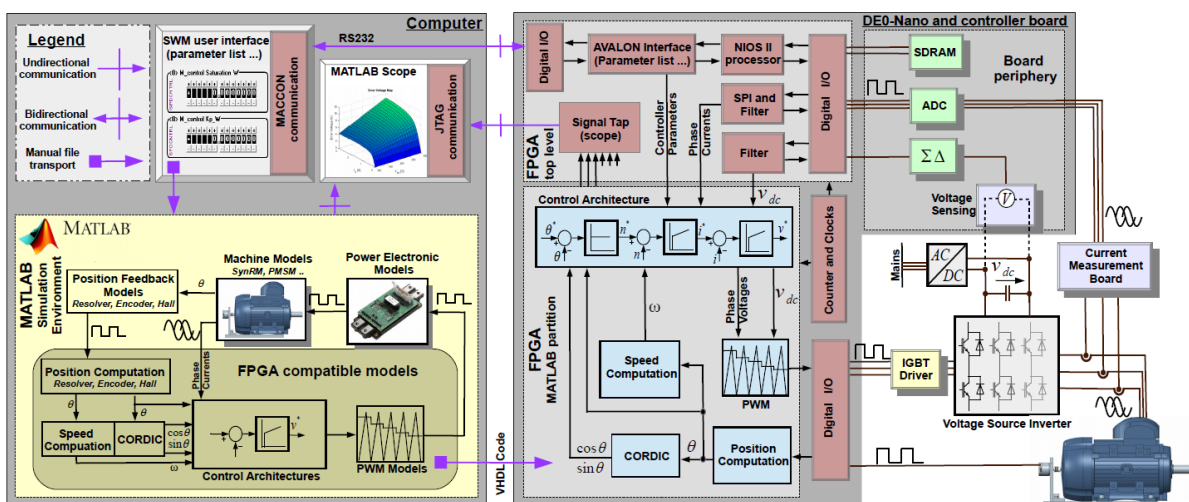 Legend
Undirectional
communication
Bidirectional
communication
Manual file
transport
Computer
SWM user interface
(parameter list ...)
MACCON
communication
RS232
MATLAB Scope
JTAG
communication
MATLAB
MATLAB
Simulation
Environment
Position Feedback
Models
Resolver, Encoder, Hall
θ
Machine Models
SynRM, PMSM ..
Power Electronic
Models
Phase
Currents
FPGA compatible models
Position Computation
Resolver, Encoder, Hall
θ
θ
Speed
Compuation
CORDIC
cos θ
sin θ
ω
v*
Control Architectures
PWM Models
VHDL Code
DE0-Nano and controller board
FPGA
top level
Digital I/O
AVALON Interface
(Parameter list ...)
NIOS II
processor
Digital I/O
SDRAM
Board
periphery
Signal Tap
(scope)
Controller
Parameters
Phase
Currents
SPI and
Filter
ADC
Filter
Σ Δ
v dc
Voltage
Sensing
V
Control Architecture
θ*
θ
n*
n
i*
i
v*
Counter and Clocks
Mains
AC
DC
v dc
Current
Measurement
Board
FPGA
MATLAB partition
ω
Phase
Voltages
v dc
Speed
Computation
PWM
Digital I/O
IGBT
Driver
Voltage Source Inverter
cos θ
sin θ
CORDIC
θ
Position
Computation